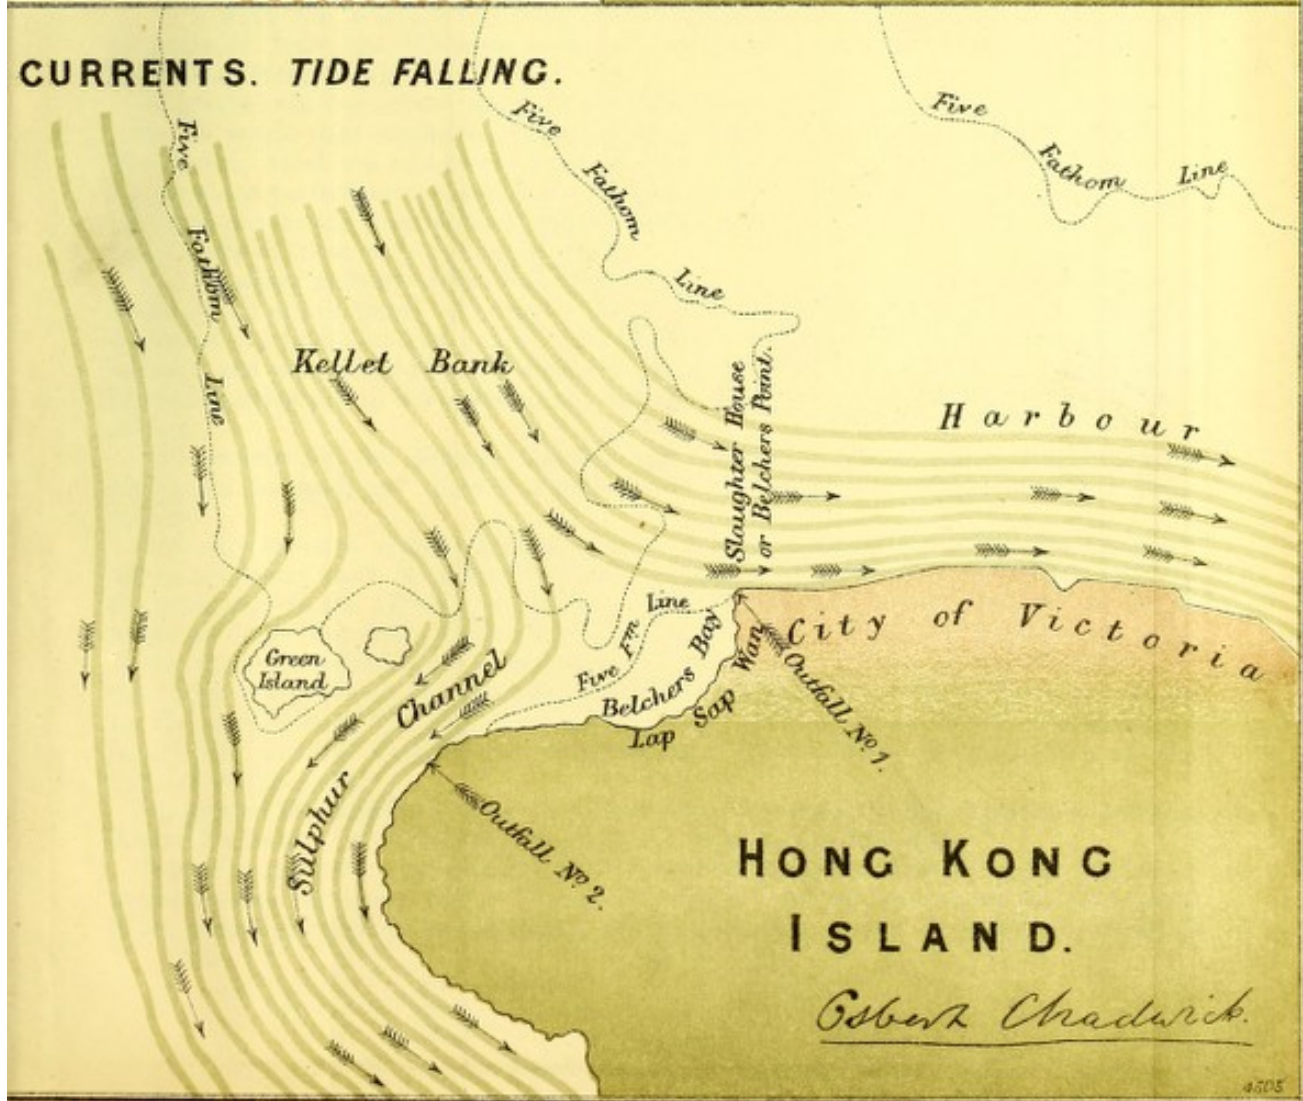 CURRENTS. TIDE FALLING.
Five Fathom Line
Five Fathom Line
Five Fathom Line
Kellet Bank
Harbour
Slaughter House
or Belchers Point.
Five Fm Line
Belchers Bay
Lap Sap Wan
City of Victoria
Green
Island
Sulphur Channel
Outfall No. 1.
Outfall No. 2.
HONG KONG
ISLAND.
Osbert Chadwick.
4505